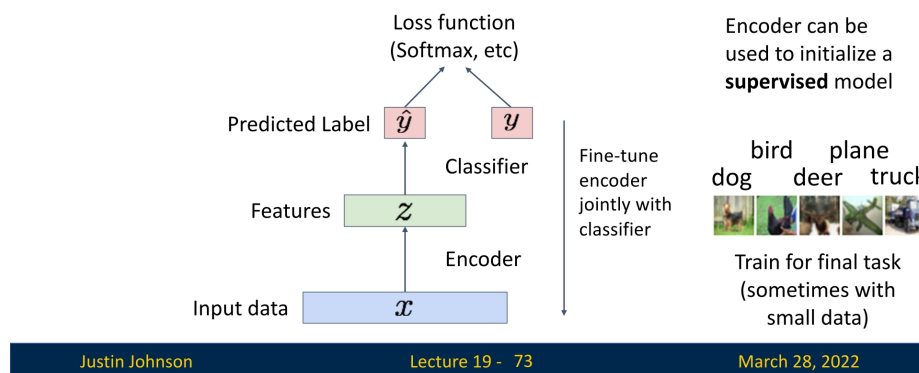 Loss function
(Softmax, etc)
Encoder can be
used to initialize a
supervised model
Predicted Label
ŷ
y
Classifier
Fine-tune
encoder
jointly with
classifier
bird plane
dog deer truck
Features
z
Encoder
Train for final task
(sometimes with
small data)
Input data
x
Justin Johnson
Lecture 19 - 73
March 28, 2022